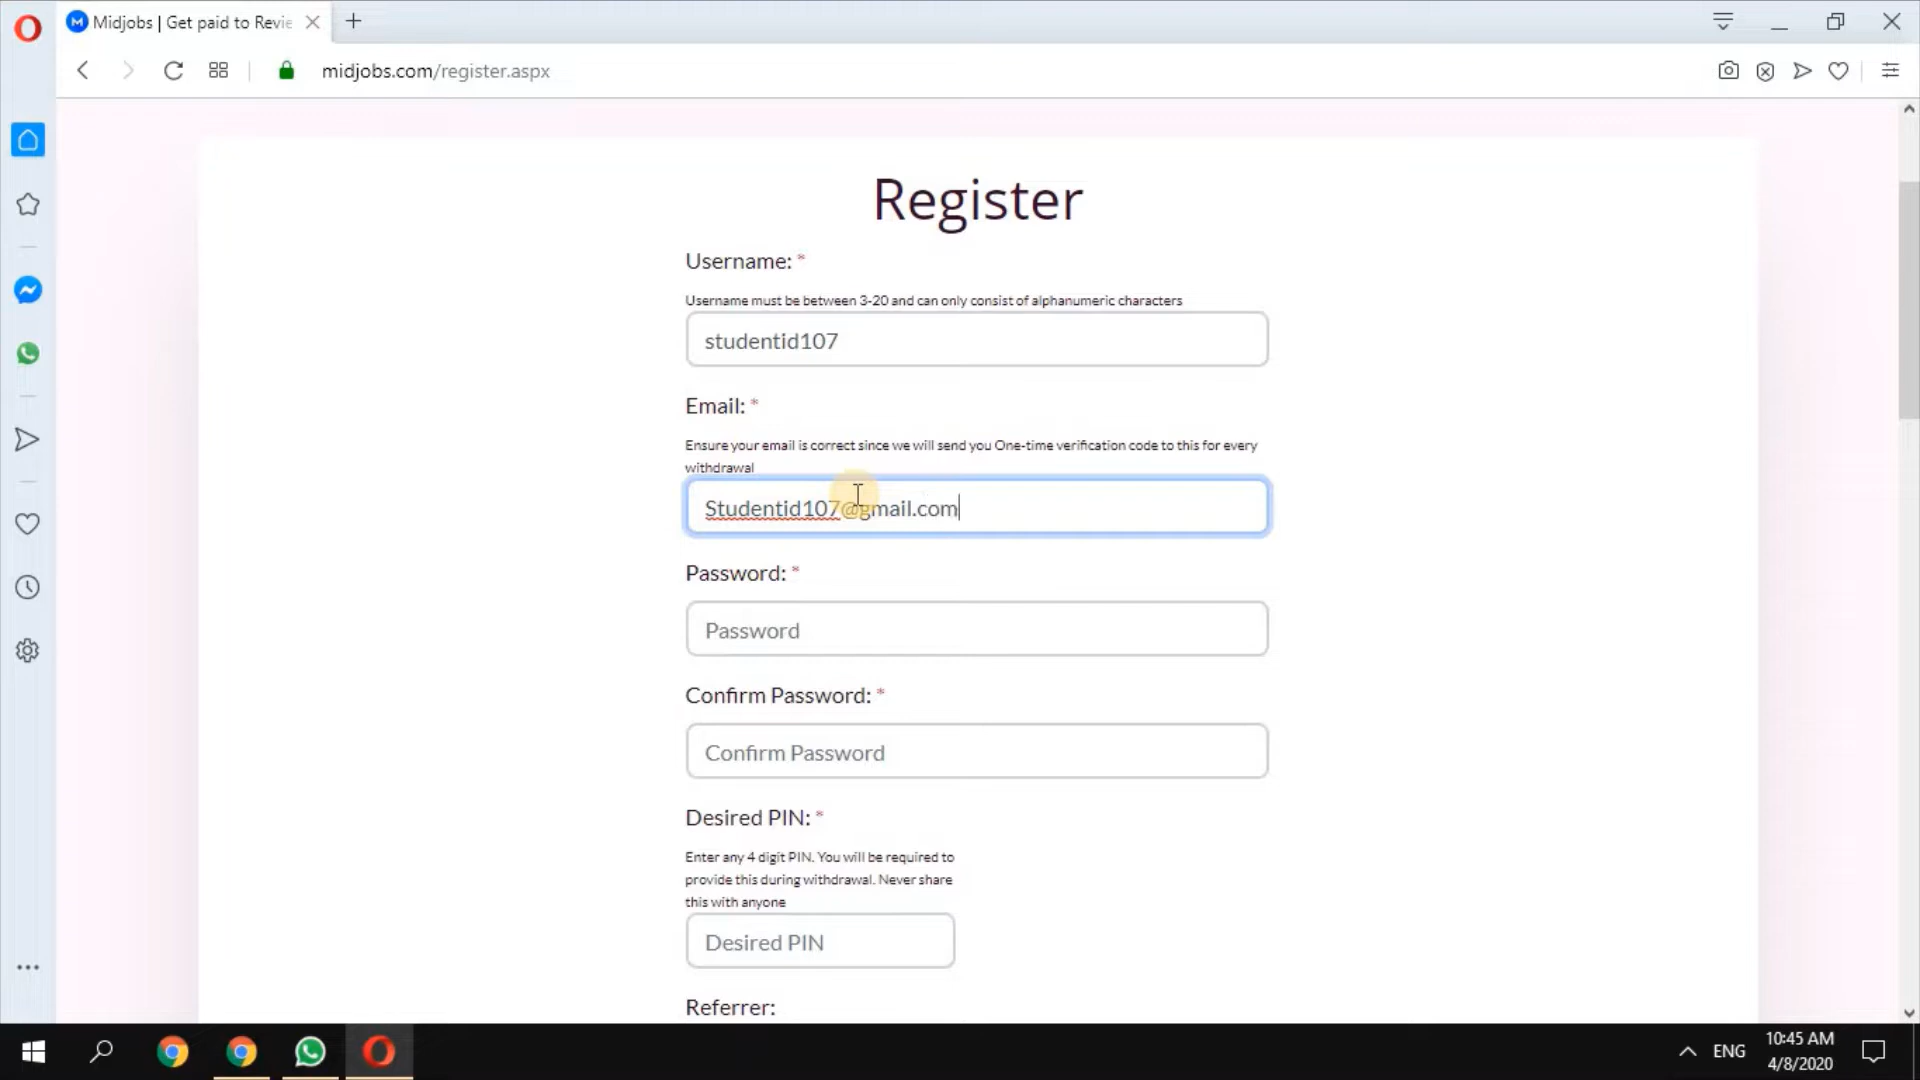 Midjobs | Get paid to Revie
midjobs.com/register.aspx
Register
Username: *
Username must be between 3-20 and can only consist of alphanumeric characters
studentid107
Email: *
Ensure your email is correct since we will send you One-time verification code to this for every
withdrawal
Studentid107@gmail.com
Password: *
Password
Confirm Password: *
Confirm Password
Desired PIN: *
Enter any 4 digit PIN. You will be required to
provide this during withdrawal. Never share
this with anyone
Desired PIN
Referrer:
ENG
10:45 AM
4/8/2020